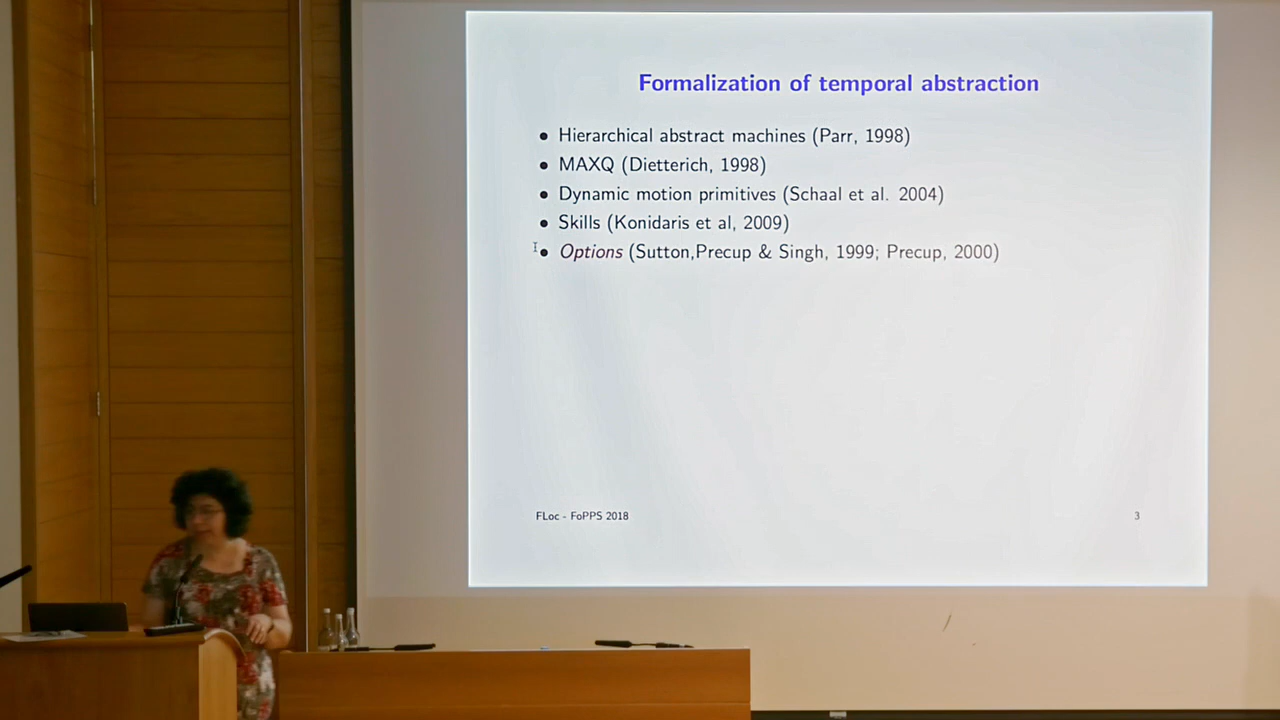 Formalization of temporal abstraction
• Hierarchical abstract machines (Parr, 1998)
• MAXQ (Dietterich, 1998)
• Dynamic motion primitives (Schaal et al. 2004)
• Skills (Konidaris et al, 2009)
• Options (Sutton,Precup & Singh, 1999; Precup, 2000)
FLoc - FoPPS 2018
3